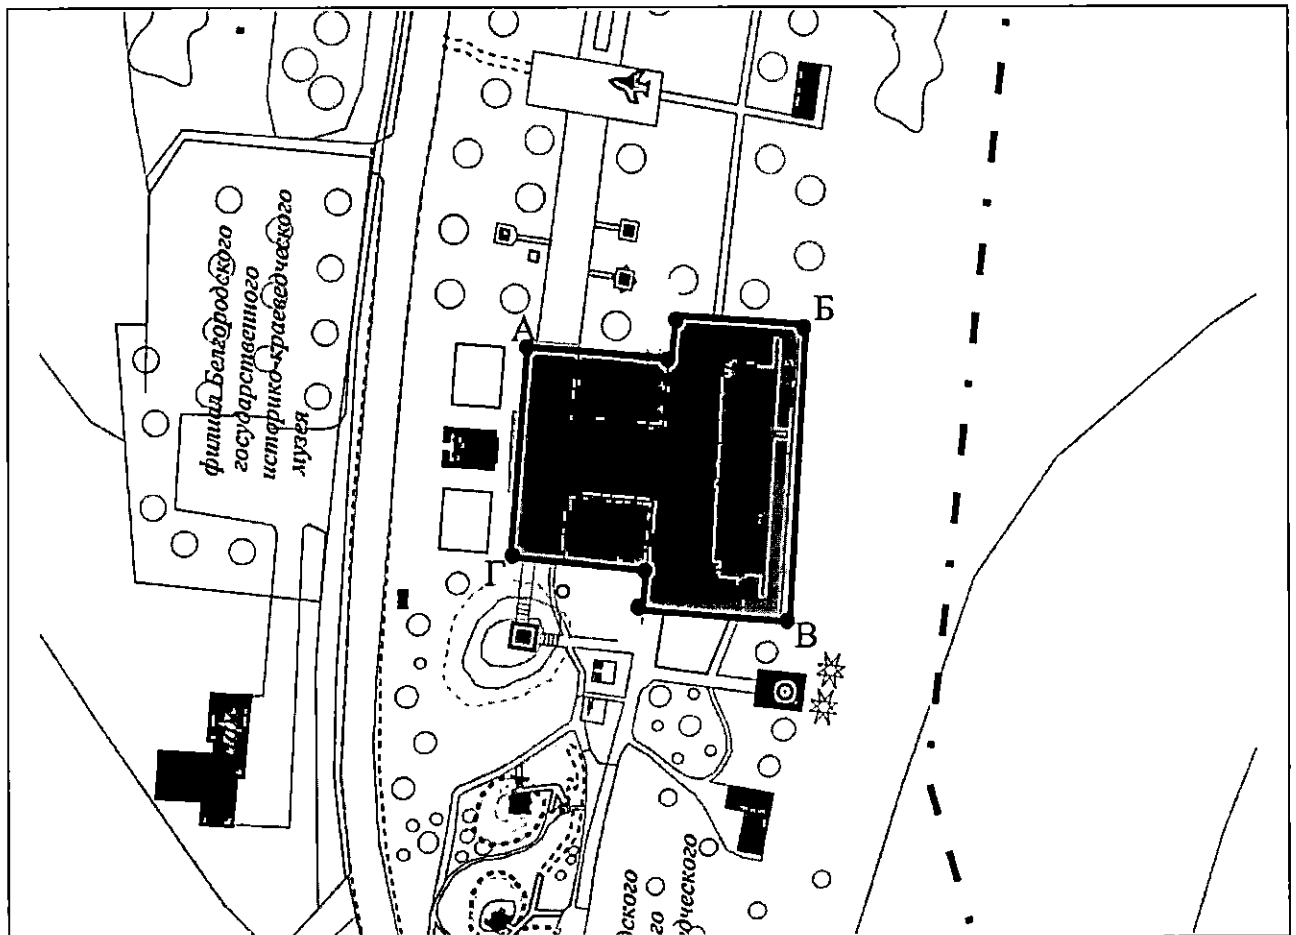 филиал Белгородского
государственного
историко-краеведческого
музея
А
Б
Г
В